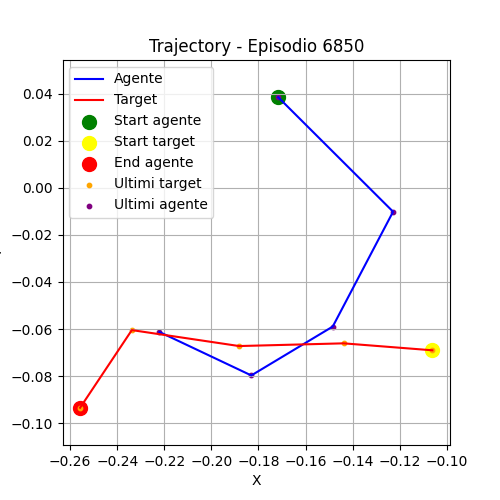 Trajectory - Episodio 6850
Agente
Target
Start agente
Start target
End agente
Ultimi target
Ultimi agente
0.04
0.02
0.00
−0.02
−0.04
−0.06
−0.08
−0.10
−0.26 −0.24 −0.22 −0.20 −0.18 −0.16 −0.14 −0.12 −0.10
X